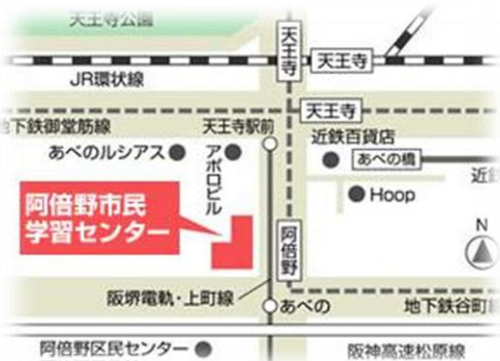 天王寺公園
天王寺
天王寺
JR環状線
天王寺
地下鉄御堂筋線
天王寺駅前
近鉄百貨店
あべのルシアス
アポロビル
あべの橋
近鉄
Hoop
阿倍野市民
学習センター
阿倍野
N
阪堺電軌・上町線
あべの
地下鉄谷町線
阿倍野区民センター
阪神高速松原線